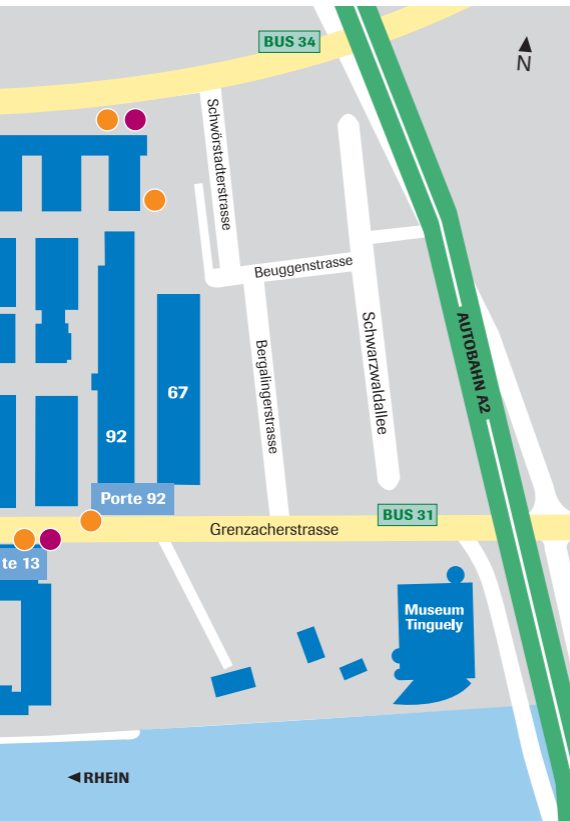 BUS 34
N
Schwörstadterstrasse
Beuggenstrasse
AUTOBAHN A2
Schwarzwaldallee
Bergalingerstrasse
67
92
Porte 92
BUS 31
Grenzacherstrasse
te 13
Museum
Tinguely
RHEIN